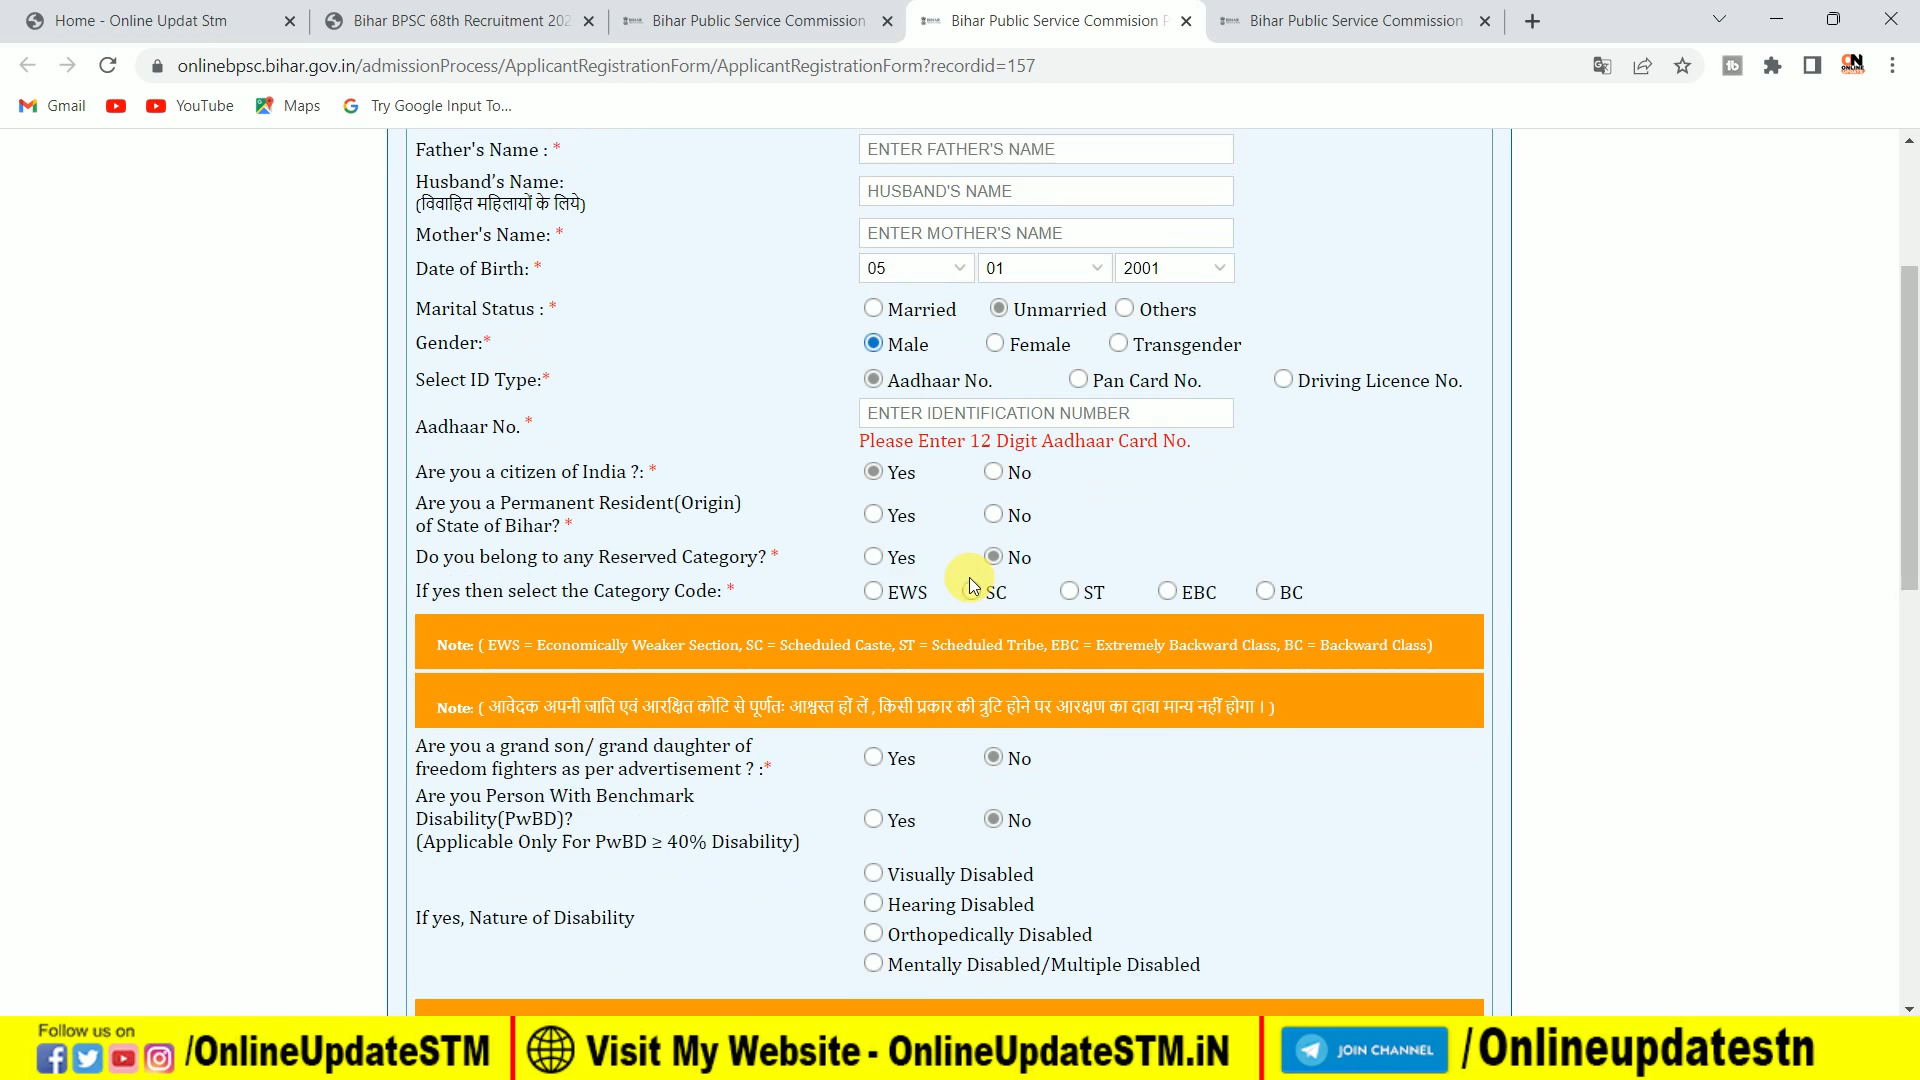 Home - Online Updat Stm
Bihar BPSC 68th Recruitment 202
Bihar Public Service Commission
Bihar Public Service Commision P
Bihar Public Service Commission
onlinebpsc.bihar.gov.in/admissionProcess/ApplicantRegistrationForm/ApplicantRegistrationForm?recordid=157
Gmail YouTube Maps Try Google Input To...
Father's Name : * ENTER FATHER'S NAME
Husband's Name: HUSBAND'S NAME
(विवाहित महिलायों के लिये)
Mother's Name: * ENTER MOTHER'S NAME
Date of Birth: * 05 01 2001
Marital Status : * Married Unmarried Others
Gender:* Male Female Transgender
Select ID Type:* Aadhaar No. Pan Card No. Driving Licence No.
Aadhaar No. * ENTER IDENTIFICATION NUMBER
Please Enter 12 Digit Aadhaar Card No.
Are you a citizen of India ?: * Yes No
Are you a Permanent Resident(Origin)
of State of Bihar? * Yes No
Do you belong to any Reserved Category? * Yes No
If yes then select the Category Code: * EWS SC ST EBC BC
Note: ( EWS = Economically Weaker Section, SC = Scheduled Caste, ST = Scheduled Tribe, EBC = Extremely Backward Class, BC = Backward Class)
Note: ( आवेदक अपनी जाति एवं आरक्षित कोटि से पूर्णतः आश्वस्त हों लें , किसी प्रकार की त्रुटि होने पर आरक्षण का दावा मान्य नहीं होगा । )
Are you a grand son/ grand daughter of
freedom fighters as per advertisement ? :* Yes No
Are you Person With Benchmark
Disability(PwBD)? Yes No
(Applicable Only For PwBD ≥ 40% Disability)
Visually Disabled
Hearing Disabled
If yes, Nature of Disability
Orthopedically Disabled
Mentally Disabled/Multiple Disabled
Follow us on
/OnlineUpdateSTM
Visit My Website - OnlineUpdateSTM.iN
JOIN CHANNEL /Onlineupdatestn